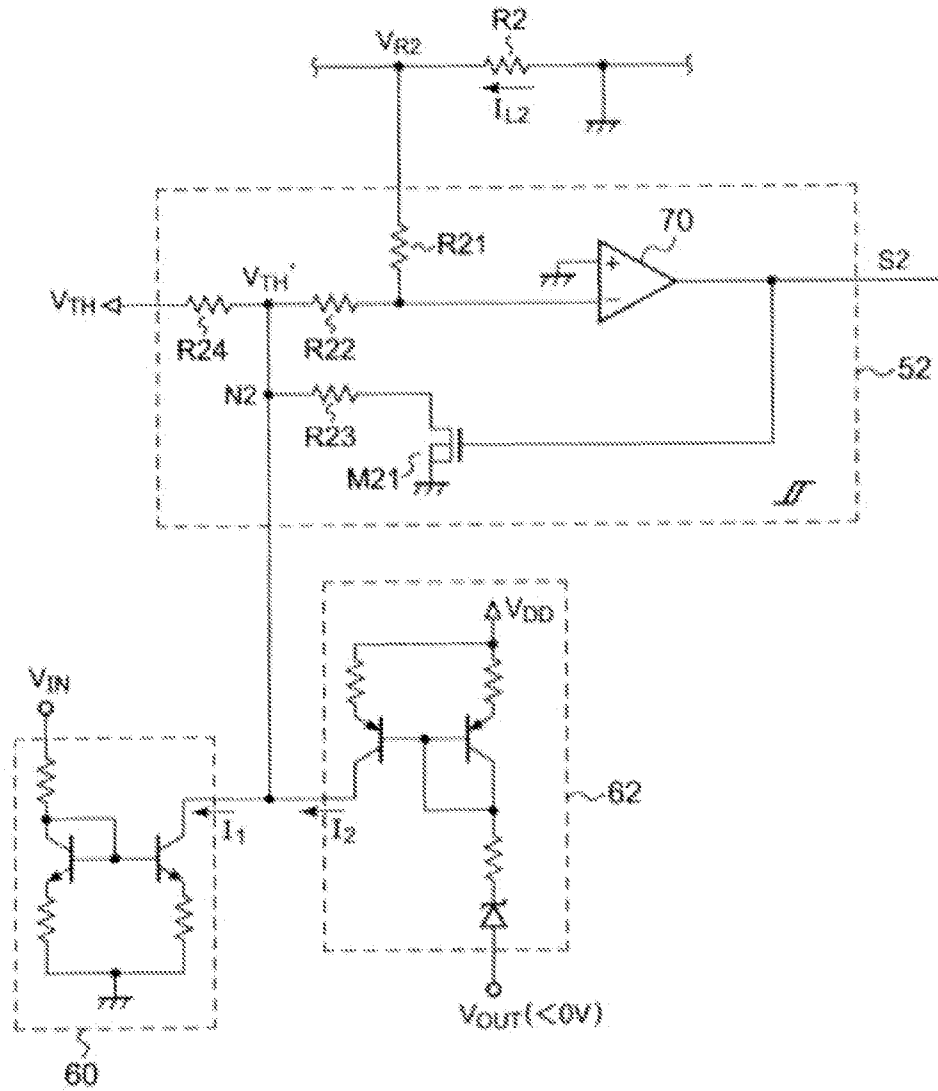 R2
VR2
IL2
R21
70
S2
VTH'
VTH
R24
R22
52
N2
R23
M21
VDD
VIN
62
I1
I2
VOUT(<0V)
60